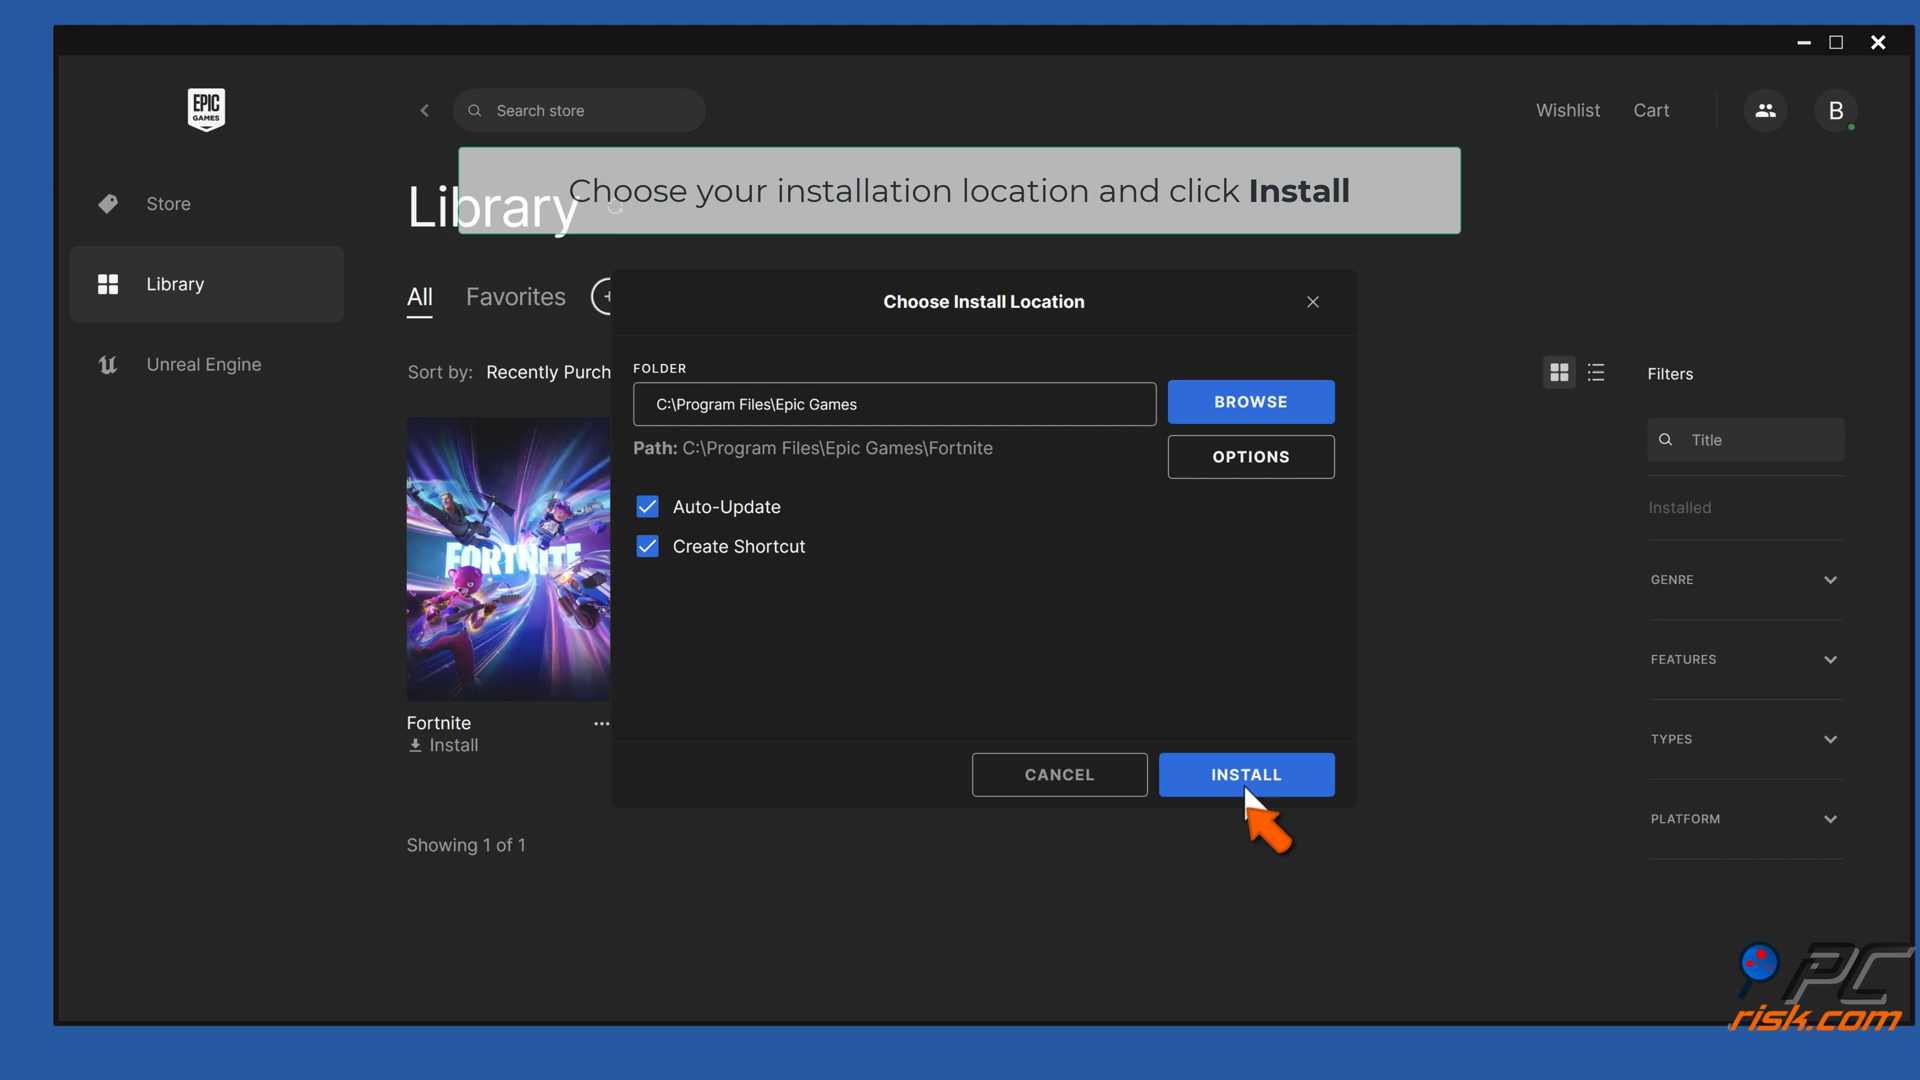 EPIC
GAMES
Search store
Wishlist
Cart
B
Store
Library
Unreal Engine
Library
Choose your installation location and click Install
All
Favorites
Sort by: Recently Purch
Filters
Title
Installed
GENRE
FEATURES
TYPES
PLATFORM
FORTNITE
Fortnite
Install
Showing 1 of 1
Choose Install Location
FOLDER
C:\Program Files\Epic Games
BROWSE
Path: C:\Program Files\Epic Games\Fortnite
OPTIONS
Auto-Update
Create Shortcut
CANCEL
INSTALL
PC
risk.com